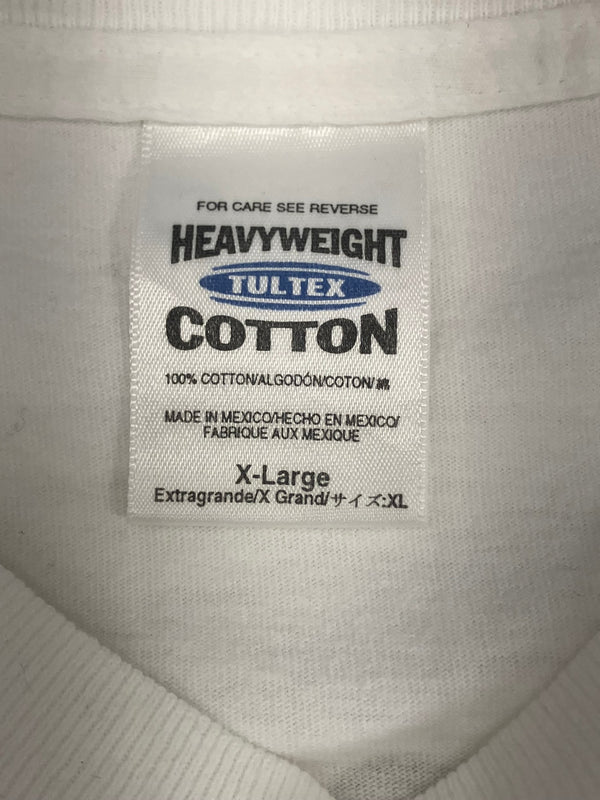 FOR CARE SEE REVERSE
HEAVYWEIGHT
TULTEX
COTTON
100% COTTON/ALGODÓN/COTON/綿
MADE IN MEXICO/HECHO EN MEXICO/
FABRIQUE AUX MEXIQUE
X-Large
Extragrande/X Grand/サイズ:XL